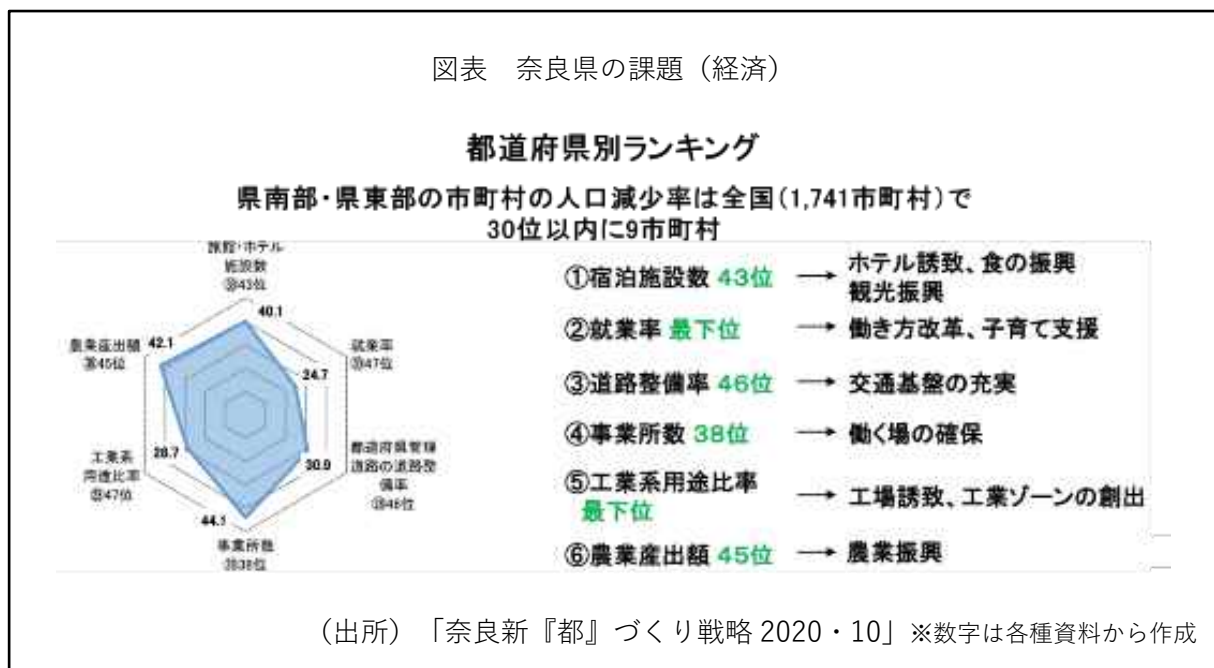 図表 奈良県の課題（経済）
都道府県別ランキング
県南部・県東部の市町村の人口減少率は全国（1,741市町村）で
30位以内に9市町村
旅館・ホテル
施設数
43位
40.1
就業率
47位
24.7
都道府県管理
道路の道路整
備率
46位
30.9
事業所数
38位
44.1
工業系
用途比率
47位
28.7
農業産出額
45位
42.1
①宿泊施設数 43位 → ホテル誘致、食の振興
観光振興
②就業率 最下位 → 働き方改革、子育て支援
③道路整備率 46位 → 交通基盤の充実
④事業所数 38位 → 働く場の確保
⑤工業系用途比率
最下位 → 工場誘致、工業ゾーンの創出
⑥農業産出額 45位 → 農業振興
（出所）「奈良新『都』づくり戦略 2020・10」※数字は各種資料から作成